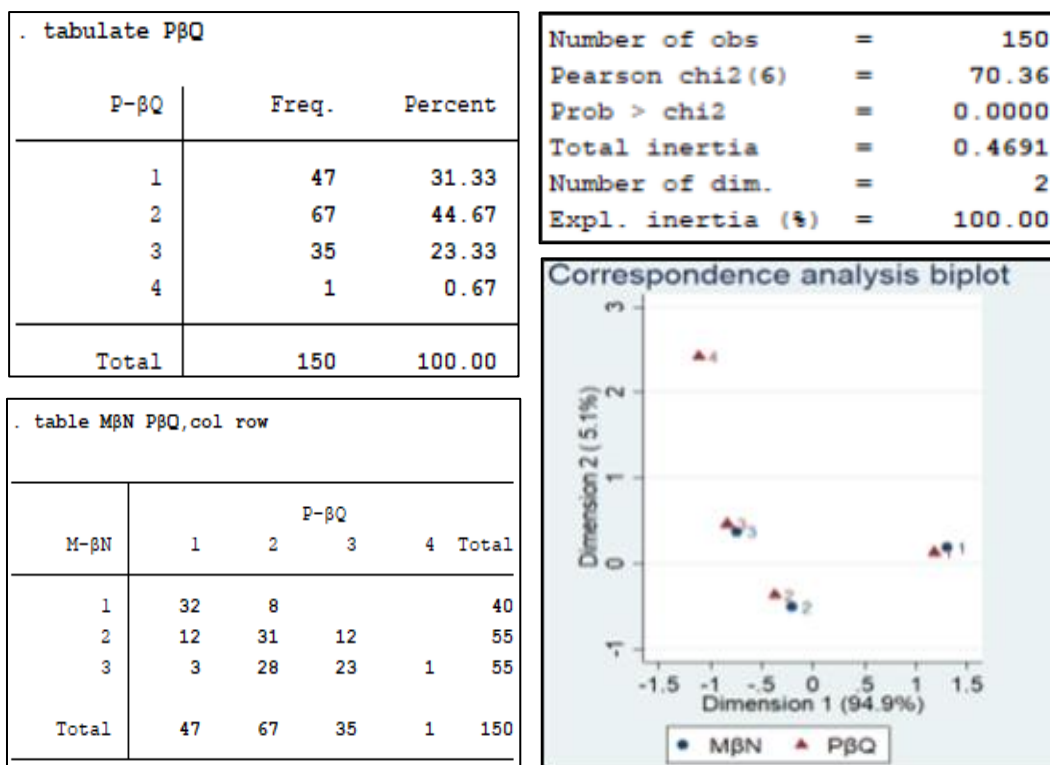 . tabulate PβQ
P-βQ Freq. Percent
1 47 31.33
2 67 44.67
3 35 23.33
4 1 0.67
Total 150 100.00
. table MβN PβQ,col row
P-βQ
M-βN 1 2 3 4 Total
1 32 8 40
2 12 31 12 55
3 3 28 23 1 55
Total 47 67 35 1 150
Number of obs = 150
Pearson chi2(6) = 70.36
Prob > chi2 = 0.0000
Total inertia = 0.4691
Number of dim. = 2
Expl. inertia (%) = 100.00
Correspondence analysis biplot
Dimension 2 (5.1%)
3
2
1
0
-1
4
3
3
2
2
1
1
-1.5 -1 -.5 0 .5 1 1.5
Dimension 1 (94.9%)
MβN PβQ